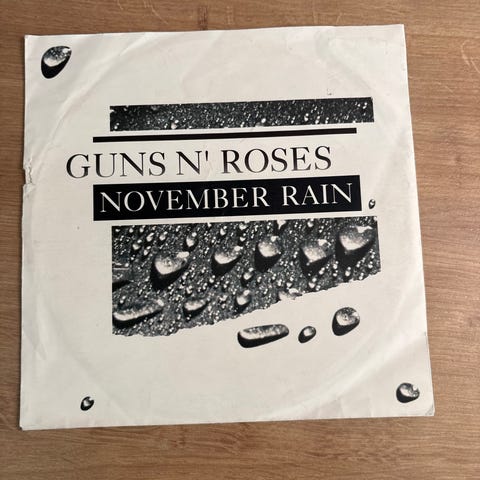 GUNS N' ROSES
NOVEMBER RAIN